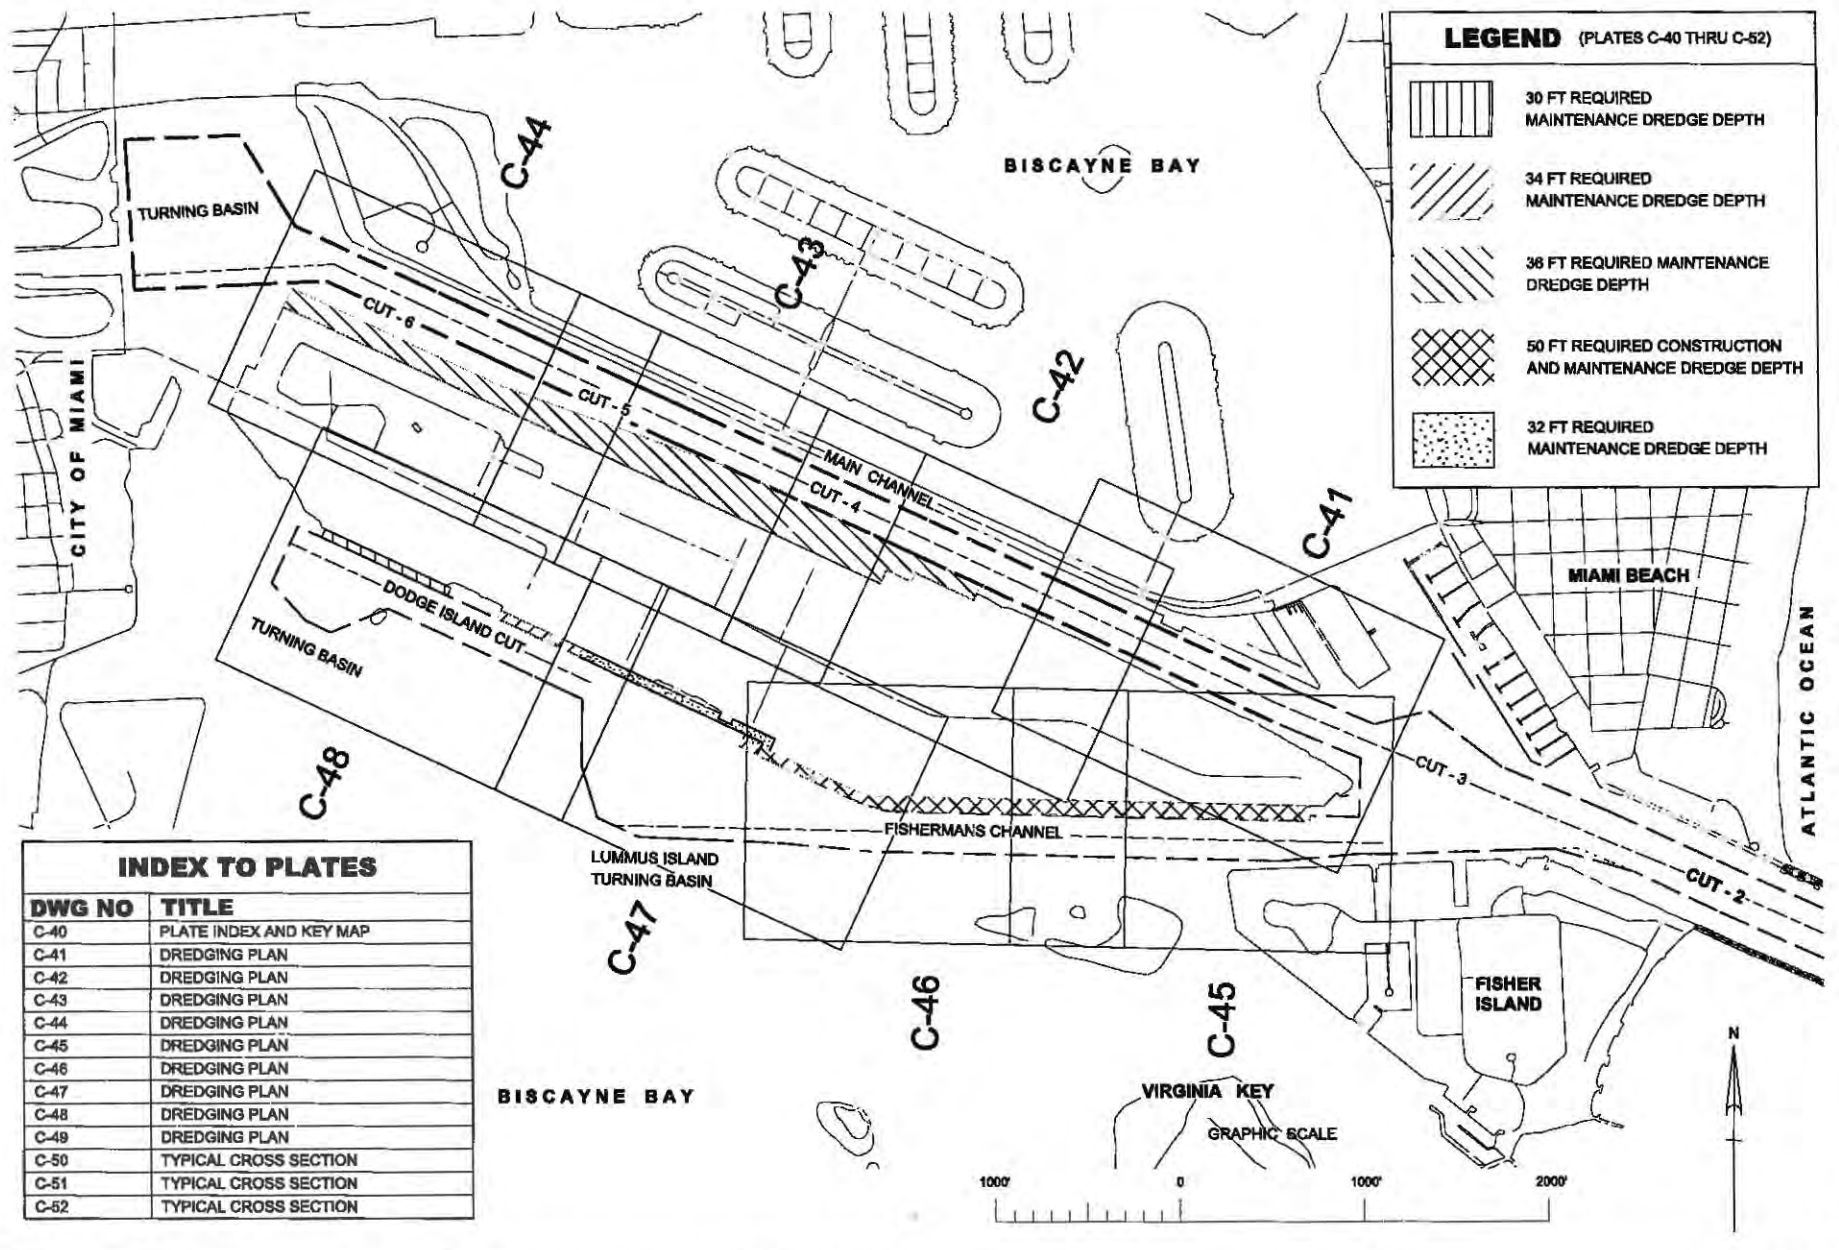 LEGEND (PLATES C-40 THRU C-52)
30 FT REQUIRED
MAINTENANCE DREDGE DEPTH
34 FT REQUIRED
MAINTENANCE DREDGE DEPTH
36 FT REQUIRED MAINTENANCE
DREDGE DEPTH
50 FT REQUIRED CONSTRUCTION
AND MAINTENANCE DREDGE DEPTH
32 FT REQUIRED
MAINTENANCE DREDGE DEPTH
C-44
BISCAYNE BAY
TURNING BASIN
C-43
CUT - 6
C-42
CUT - 5
CITY OF MIAMI
MAIN CHANNEL
CUT - 4
C-41
MIAMI BEACH
DODGE ISLAND CUT
TURNING BASIN
ATLANTIC OCEAN
C-48
CUT - 3
FISHERMANS CHANNEL
LUMMUS ISLAND
TURNING BASIN
CUT - 2
C-47
C-46
C-45
FISHER
ISLAND
INDEX TO PLATES
DWG NO TITLE
C-40 PLATE INDEX AND KEY MAP
C-41 DREDGING PLAN
C-42 DREDGING PLAN
C-43 DREDGING PLAN
C-44 DREDGING PLAN
C-45 DREDGING PLAN
C-46 DREDGING PLAN
C-47 DREDGING PLAN
C-48 DREDGING PLAN
C-49 DREDGING PLAN
C-50 TYPICAL CROSS SECTION
C-51 TYPICAL CROSS SECTION
C-52 TYPICAL CROSS SECTION
BISCAYNE BAY
VIRGINIA KEY
GRAPHIC SCALE
1000' 0 1000' 2000'
N